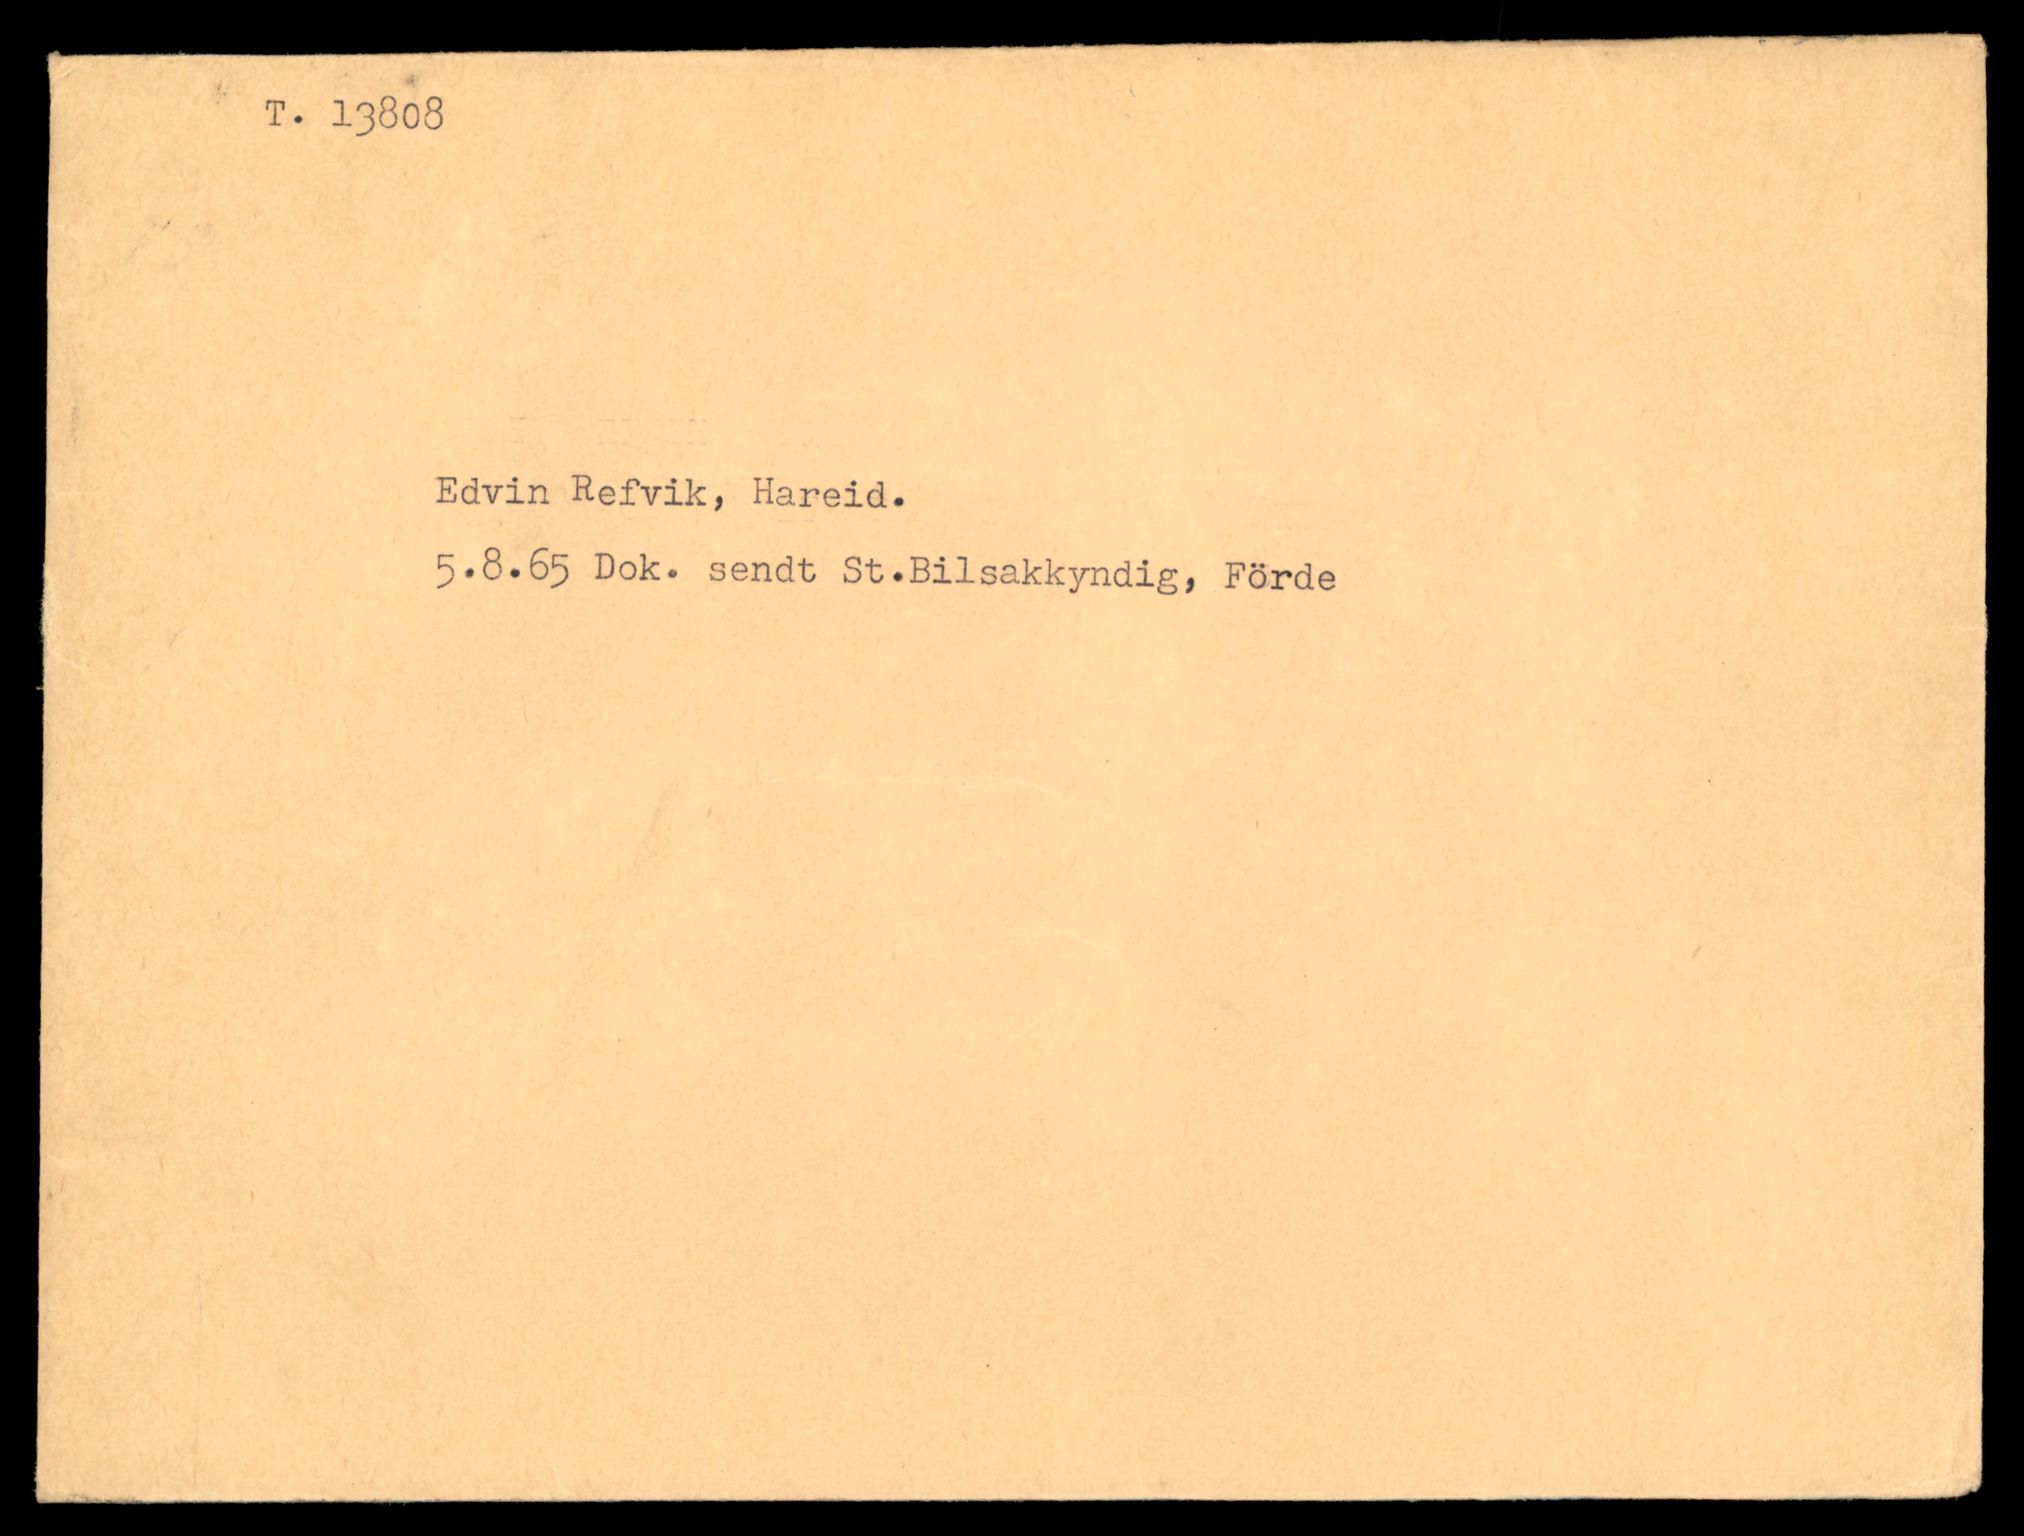 T. 13808
Edvin Refvik, Hareid.
5.8.65 Dok. sendt St.Bilsakkyndig, Förde